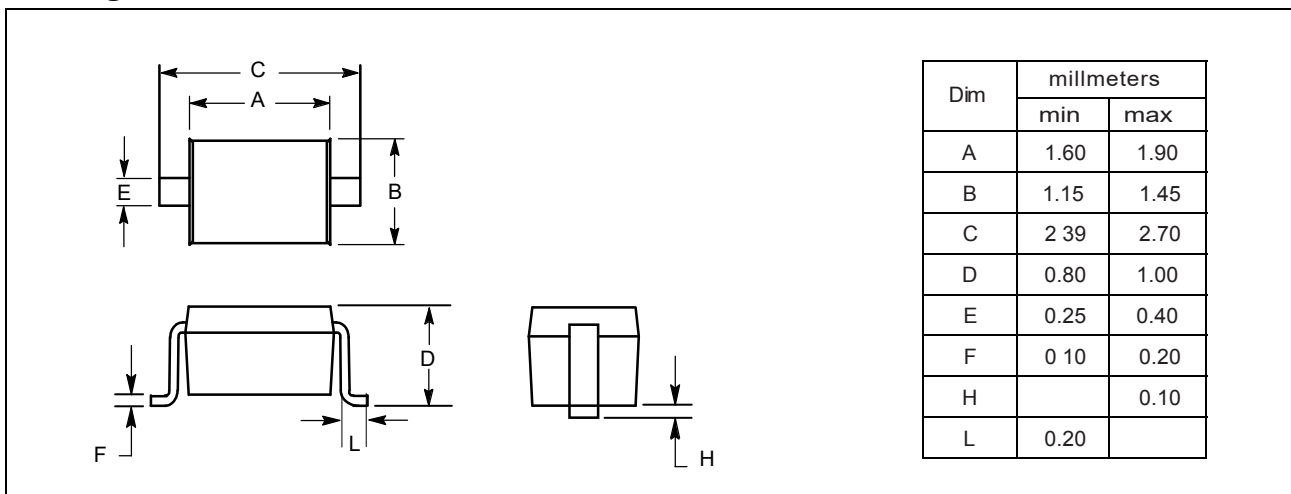 C
A
E
B
D
F
L
H
Dim millmeters
min max
A 1.60 1.90
B 1.15 1.45
C 2 39 2.70
D 0.80 1.00
E 0.25 0.40
F 0 10 0.20
H 0.10
L 0.20